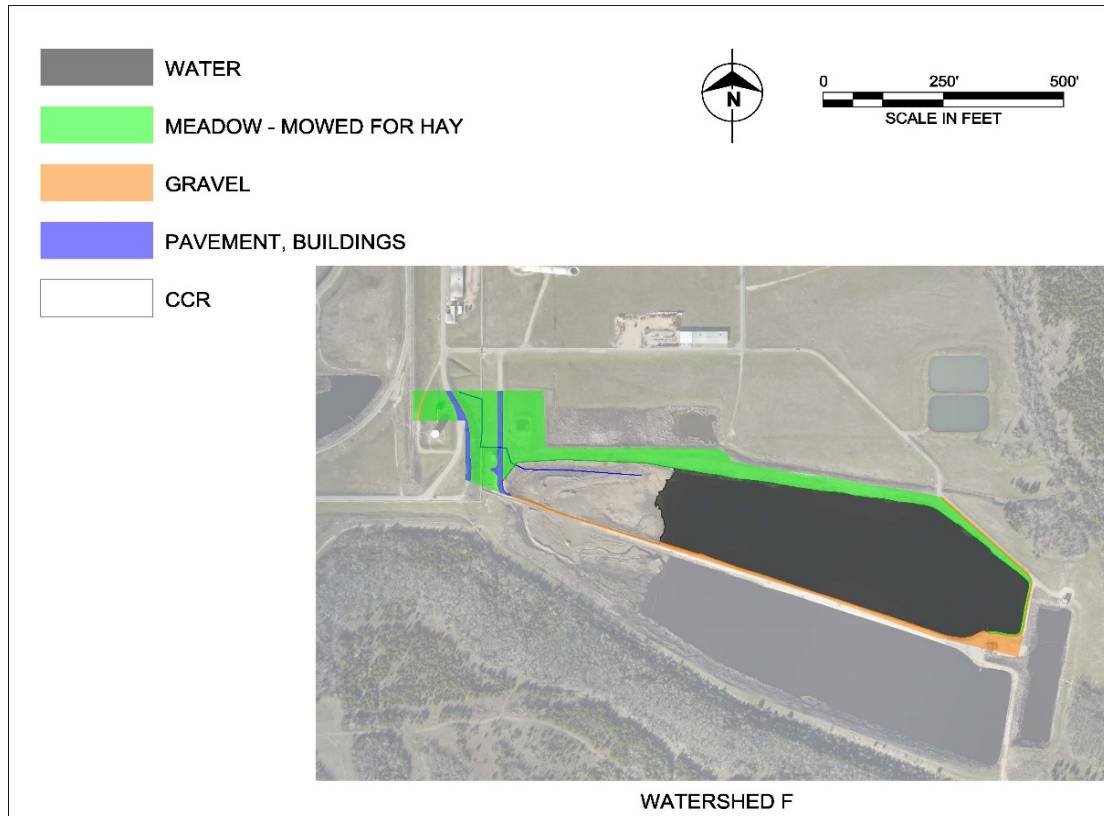 WATER
MEADOW - MOWED FOR HAY
GRAVEL
PAVEMENT, BUILDINGS
CCR
N
0 250' 500'
SCALE IN FEET
WATERSHED F